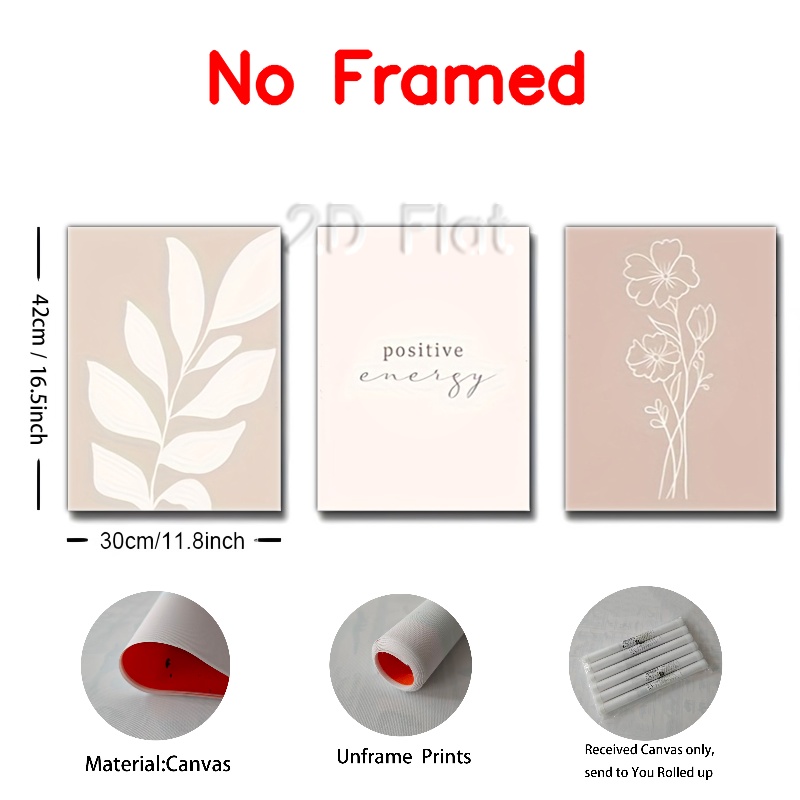 No Framed
2D Flat
42cm / 16.5inch
positive
energy
30cm/11.8inch
Material:Canvas
Unframe Prints
Received Canvas only,
send to You Rolled up